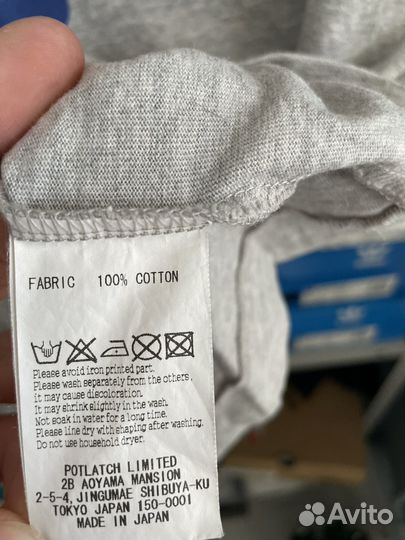 FABRIC 100% COTTON
Please avoid iron printed part.
Please wash separately from the others,
it may cause discoloration.
It may shrink slightly in the wash.
Not soak in water for a long time.
Please line dry with shaping after washing.
Do not use household dryer.
POTLATCH LIMITED
2B AOYAMA MANSION
2-5-4, JINGUMAE SHIBUYA-KU
TOKYO JAPAN 150-0001
MADE IN JAPAN
Avito